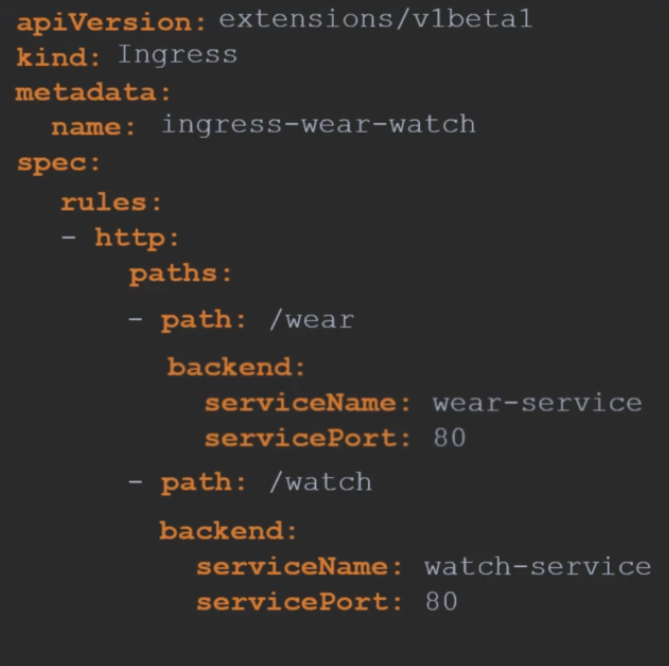 apiVersion: extensions/v1beta1
kind: Ingress
metadata:
  name: ingress-wear-watch
spec:
  rules:
  - http:
      paths:
      - path: /wear
        backend:
          serviceName: wear-service
          servicePort: 80
      - path: /watch
        backend:
          serviceName: watch-service
          servicePort: 80